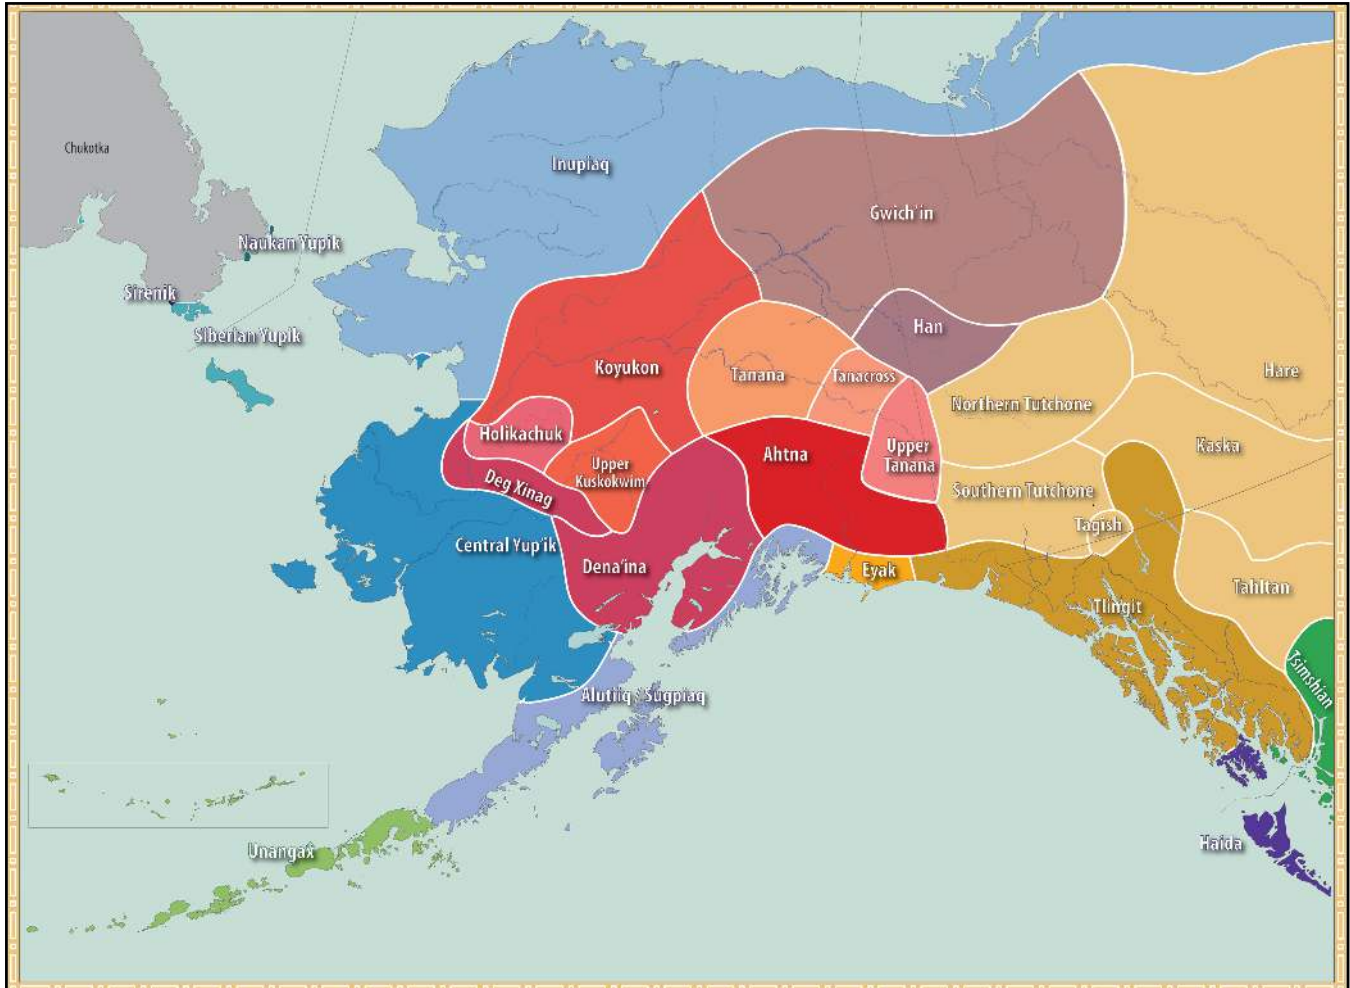 Chukotka
Inupiaq
Gwich'in
Naukan Yupik
Sirenik
Siberian Yupik
Han
Koyukon
Tanana
Tanacross
Hare
Northern Tutchone
Holikachuk
Kaska
Ahtna
Upper
Tanana
Upper
Kuskokwim
Deg Xinag
Southern Tutchone
Tagish
Central Yup'ik
Dena'ina
Eyak
Tahltan
Tlingit
Tsimshian
Alutiiq / Sugpiaq
Unangax
Haida